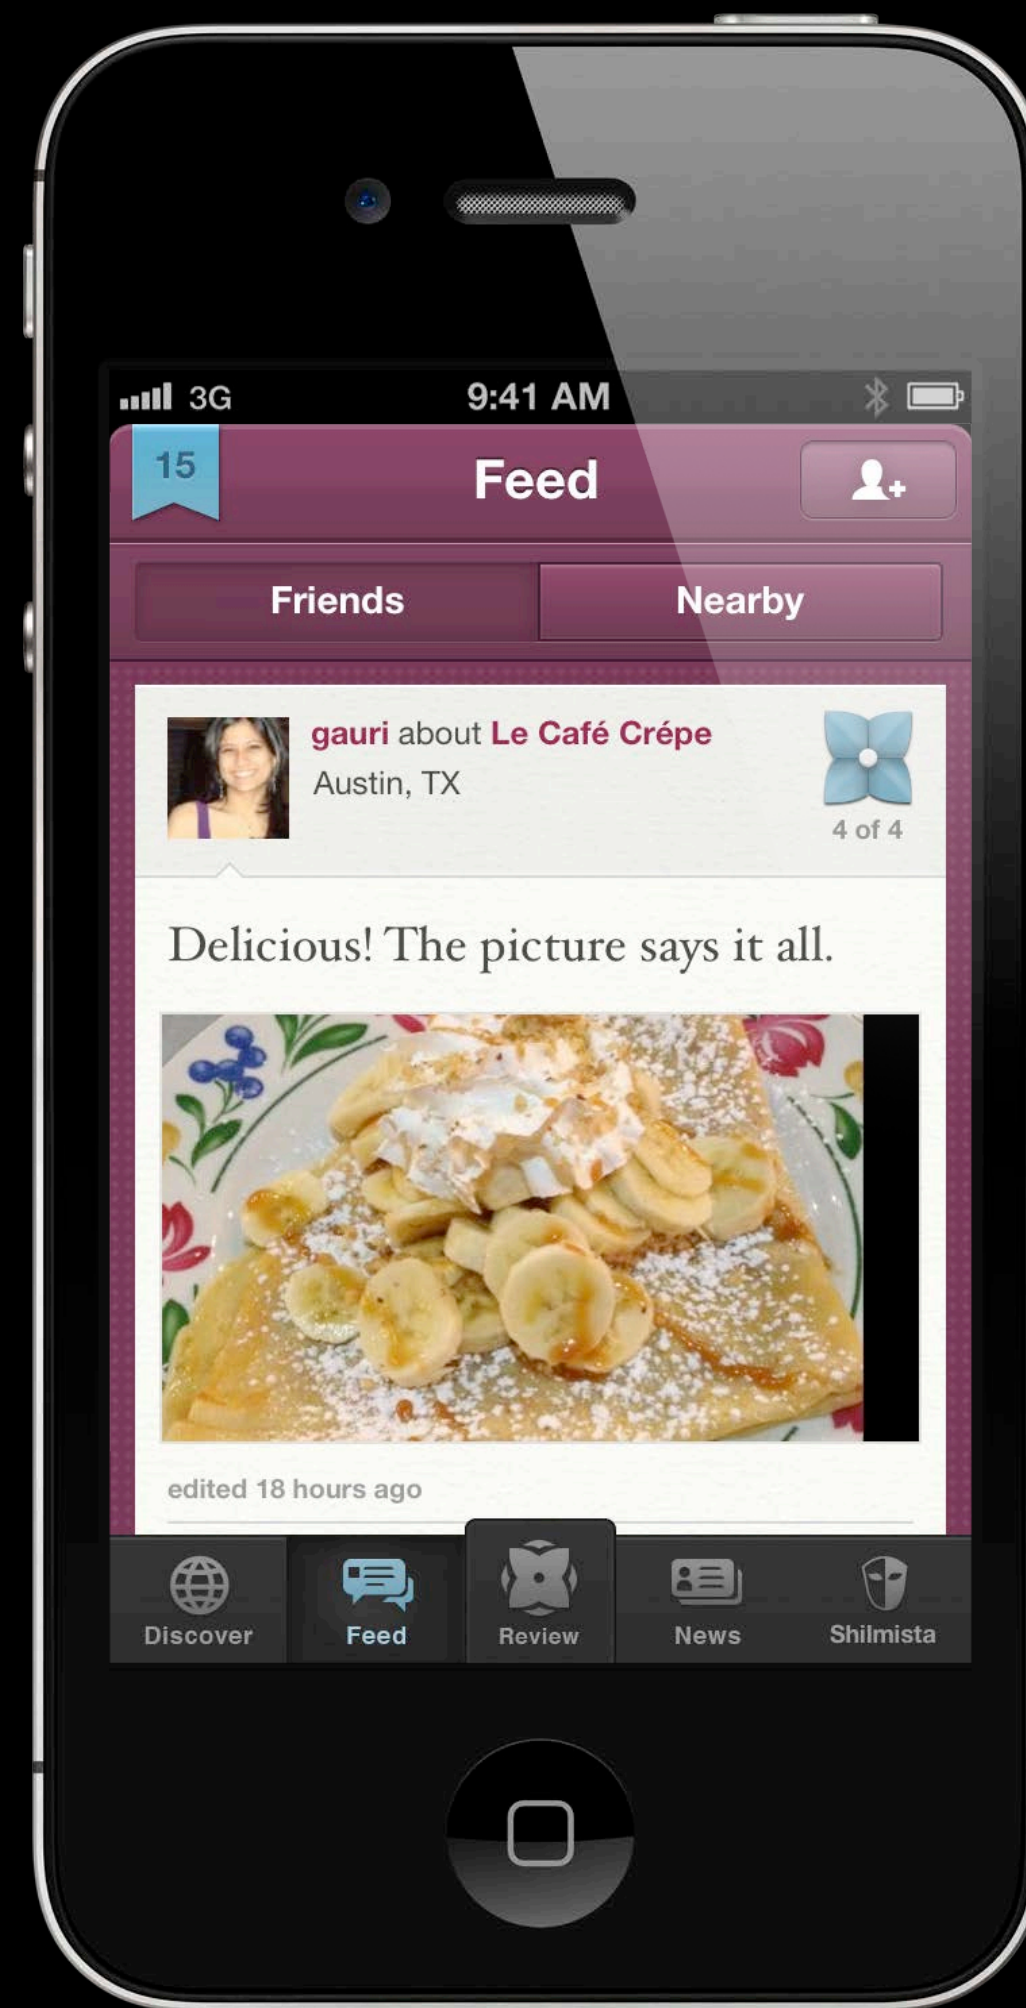 3G 9:41 AM
15 Feed
Friends Nearby
gauri about Le Café Crépe
Austin, TX
4 of 4
Delicious! The picture says it all.
edited 18 hours ago
Discover Feed Review News Shilmista